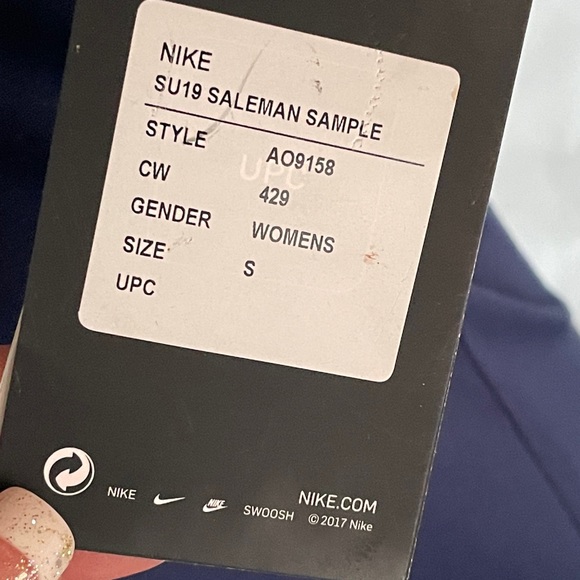 NIKE
SU19 SALEMAN SAMPLE
STYLE AO9158
CW 429
GENDER WOMENS
SIZE S
UPC
UPC
NIKE NIKE SWOOSH
NIKE.COM
© 2017 Nike